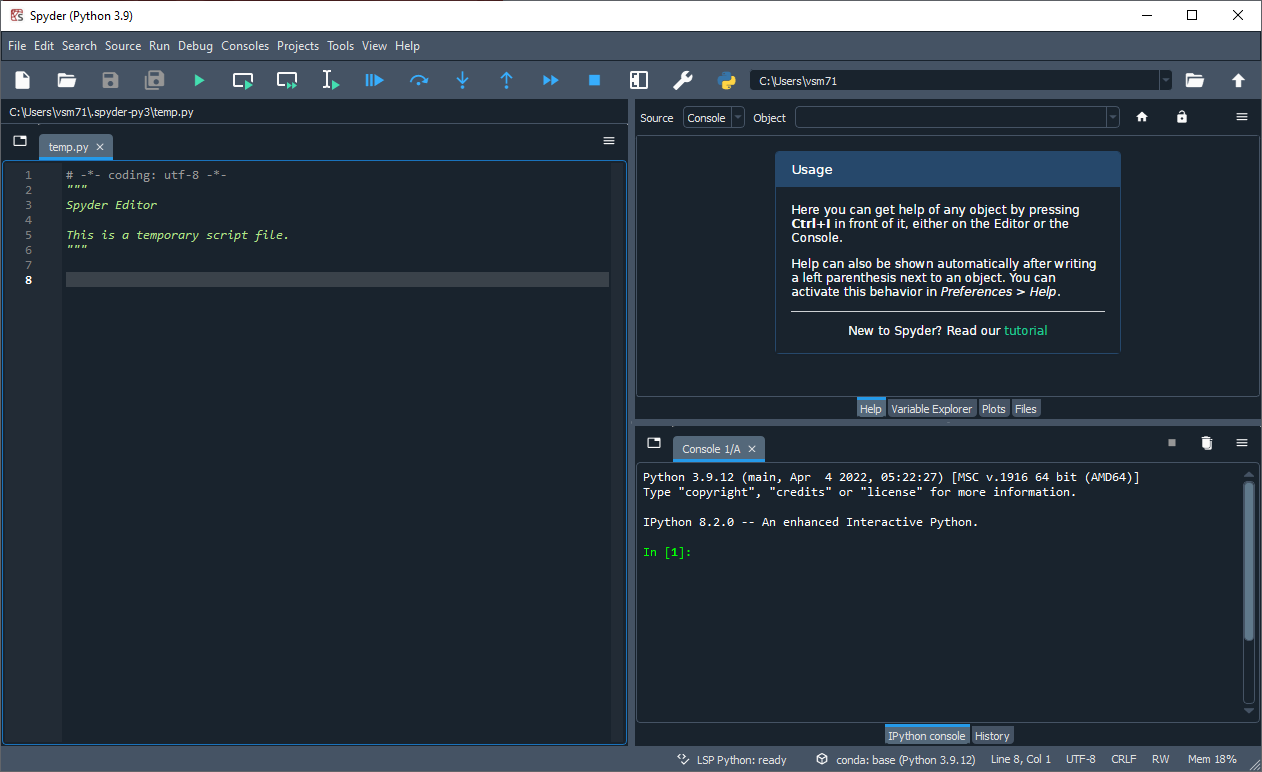 Spyder (Python 3.9)
File Edit Search Source Run Debug Consoles Projects Tools View Help
C:\Users\vsm71
C:\Users\vsm71\.spyder-py3\temp.py
temp.py
1 # -*- coding: utf-8 -*-
2 """
3 Spyder Editor
4
5 This is a temporary script file.
6 """
7
8
Source Console Object
Usage
Here you can get help of any object by pressing
Ctrl+I in front of it, either on the Editor or the
Console.
Help can also be shown automatically after writing
a left parenthesis next to an object. You can
activate this behavior in Preferences > Help.
New to Spyder? Read our tutorial
Help Variable Explorer Plots Files
Console 1/A
Python 3.9.12 (main, Apr  4 2022, 05:22:27) [MSC v.1916 64 bit (AMD64)]
Type "copyright", "credits" or "license" for more information.
IPython 8.2.0 -- An enhanced Interactive Python.
In [1]:
IPython console History
LSP Python: ready conda: base (Python 3.9.12) Line 8, Col 1 UTF-8 CRLF RW Mem 18%